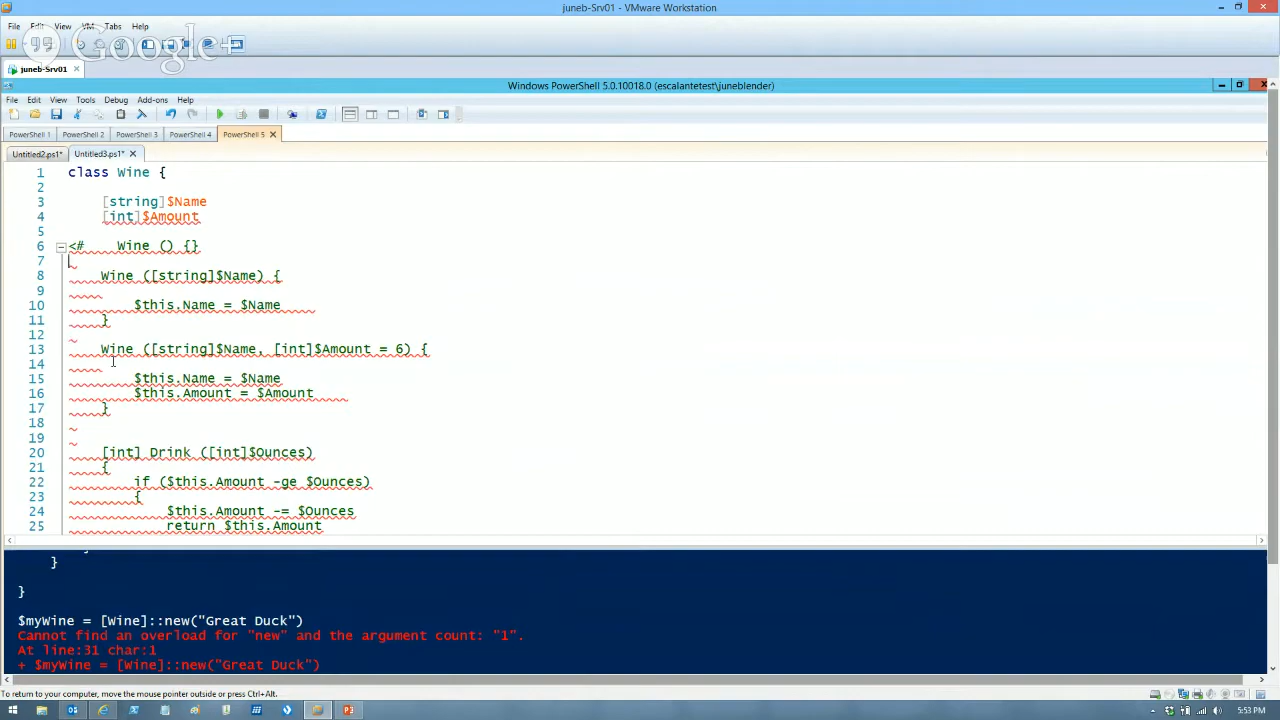 juneb-Srv01 - VMware Workstation
File Edit View VM Tabs Help
Google+
juneb-Srv01
Windows PowerShell 5.0.10018.0 (escalantetest\juneblender)
File Edit View Tools Debug Add-ons Help
PowerShell 1 PowerShell 2 PowerShell 3 PowerShell 4 PowerShell 5
Untitled2.ps1* Untitled3.ps1*
1 class Wine {
2
3 [string]$Name
4 [int]$Amount
5
6 <# Wine () {}
7
8 Wine ([string]$Name) {
9
10 $this.Name = $Name
11 }
12
13 Wine ([string]$Name, [int]$Amount = 6) {
14
15 $this.Name = $Name
16 $this.Amount = $Amount
17 }
18
19
20 [int] Drink ([int]$Ounces)
21 {
22 if ($this.Amount -ge $Ounces)
23 {
24 $this.Amount -= $Ounces
25 return $this.Amount
}
}
$myWine = [Wine]::new("Great Duck")
Cannot find an overload for "new" and the argument count: "1".
At line:31 char:1
+ $myWine = [Wine]::new("Great Duck")
To return to your computer, move the mouse pointer outside or press Ctrl+Alt.
5:53 PM